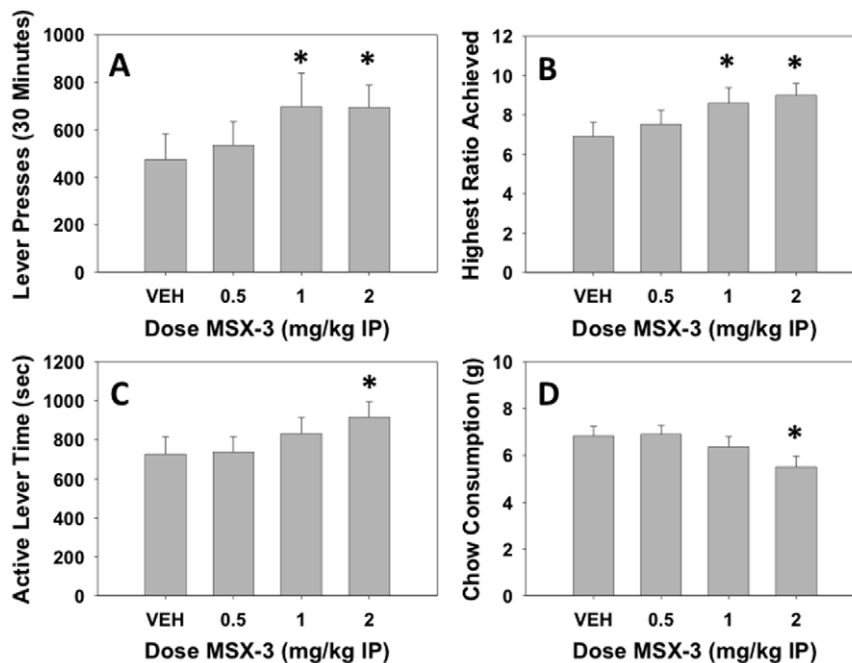 A
Lever Presses (30 Minutes)
1000
800
600
400
200
0
* *
VEH 0.5 1 2
Dose MSX-3 (mg/kg IP)
B
Highest Ratio Achieved
12
10
8
6
4
2
0
* *
VEH 0.5 1 2
Dose MSX-3 (mg/kg IP)
C
Active Lever Time (sec)
1200
1000
800
600
400
200
0
*
VEH 0.5 1 2
Dose MSX-3 (mg/kg IP)
D
Chow Consumption (g)
10
8
6
4
2
0
*
VEH 0.5 1 2
Dose MSX-3 (mg/kg IP)